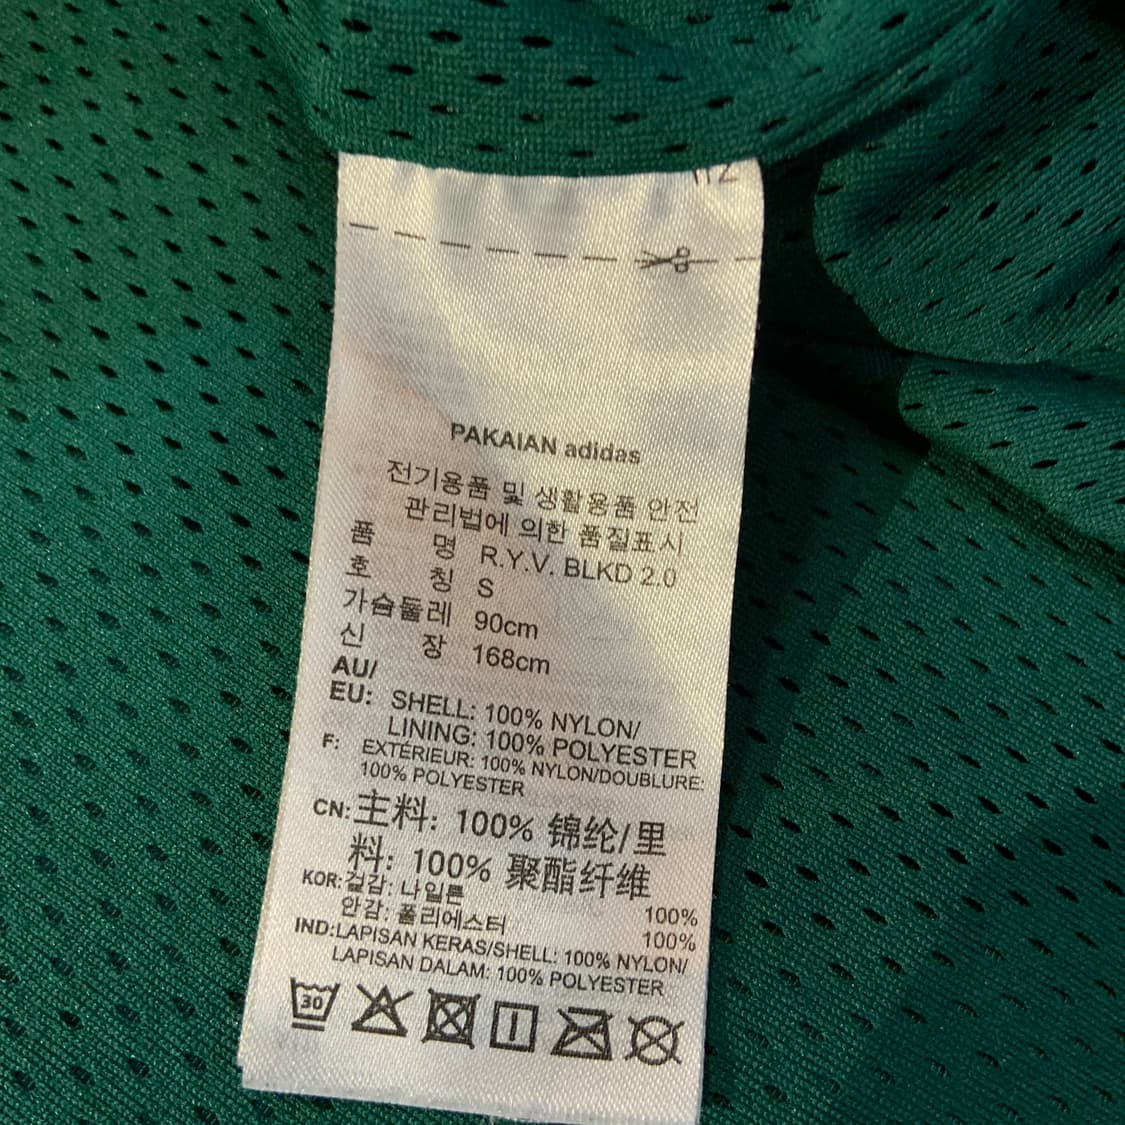 PAKAIAN adidas
전기용품 및 생활용품 안전
관리법에 의한 품질표시
품 명 R.Y.V. BLKD 2.0
호 칭 S
가슴둘레 90cm
신 장 168cm
AU/
EU: SHELL: 100% NYLON/
LINING: 100% POLYESTER
F: EXTÉRIEUR: 100% NYLON/DOUBLURE:
100% POLYESTER
CN: 主料: 100% 锦纶/里
料: 100% 聚酯纤维
KOR: 겉감: 나일론 100%
안감: 폴리에스터 100%
IND: LAPISAN KERAS/SHELL: 100% NYLON/
LAPISAN DALAM: 100% POLYESTER
30